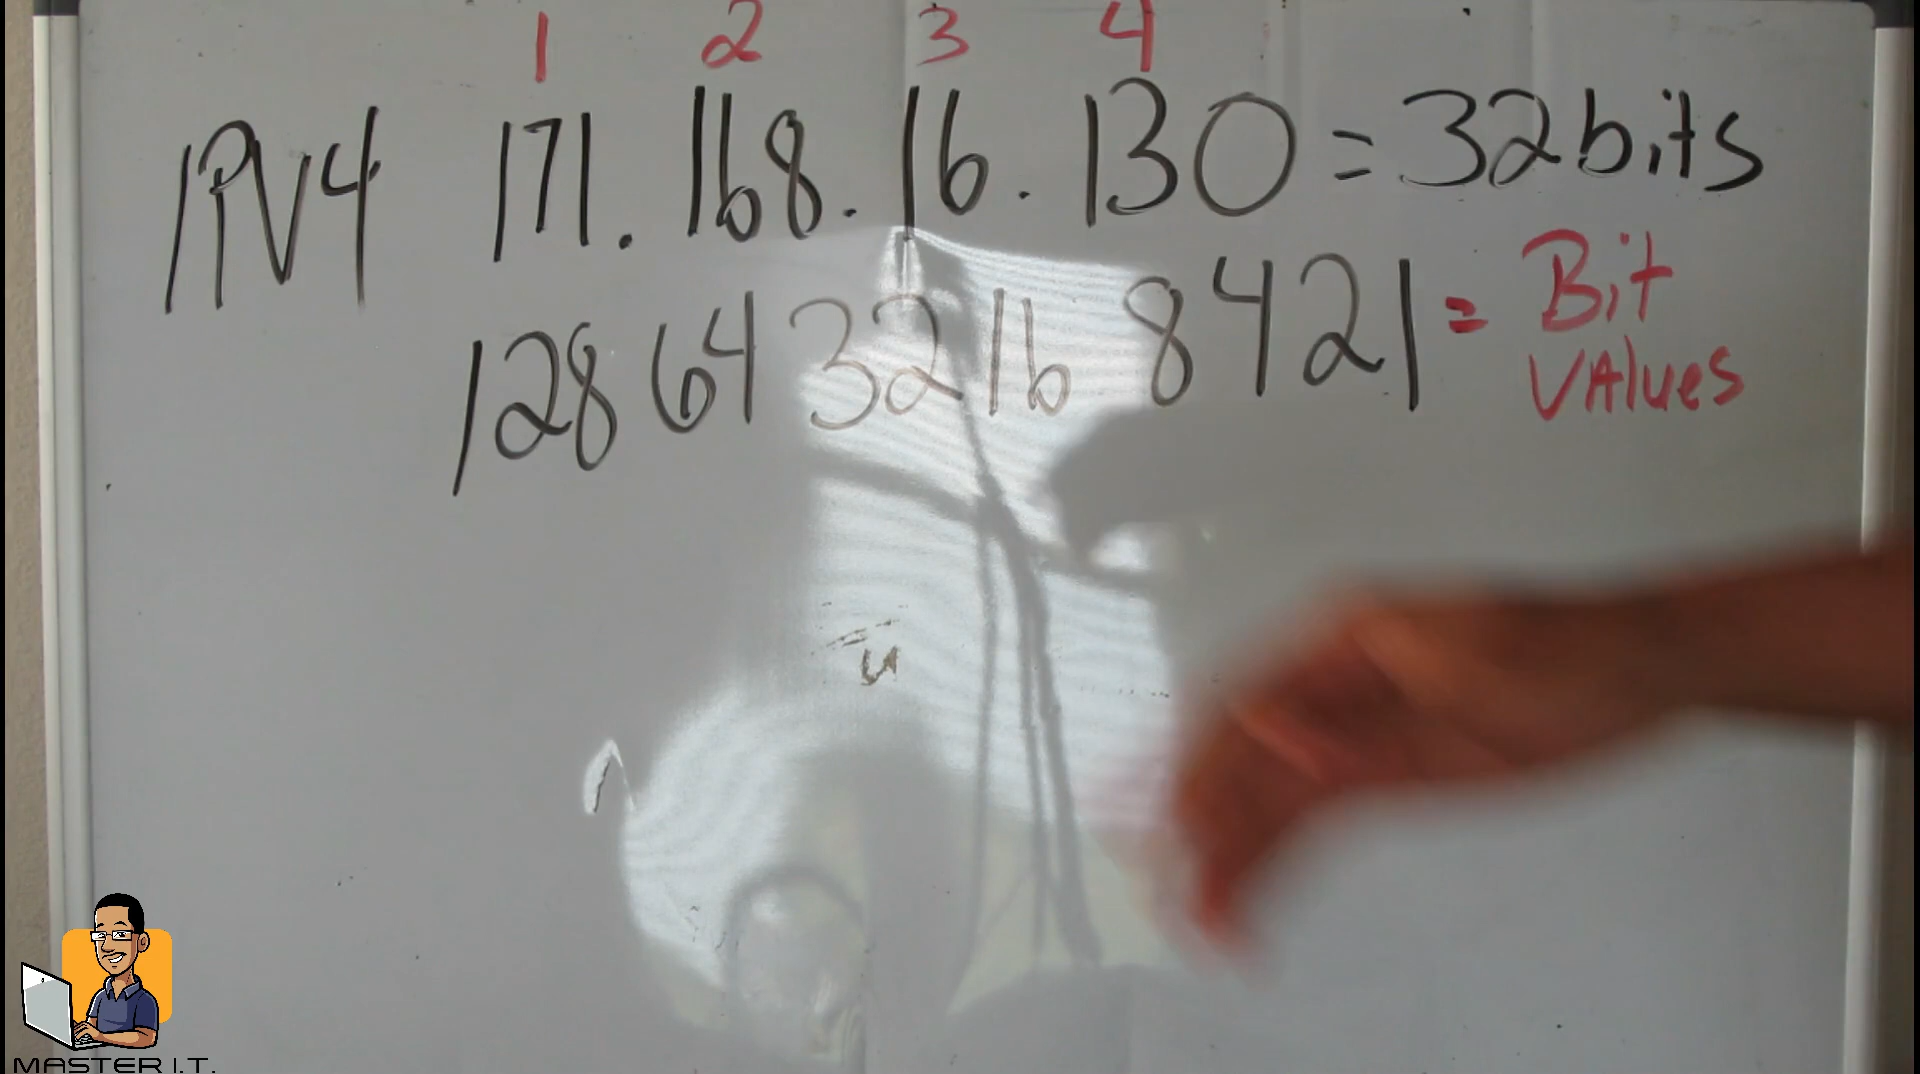 1 2 3 4
IPV4 171.168.16.130 = 32bits
128 64 32 16 8 4 2 1 = Bit
VAlues
MASTER I.T.